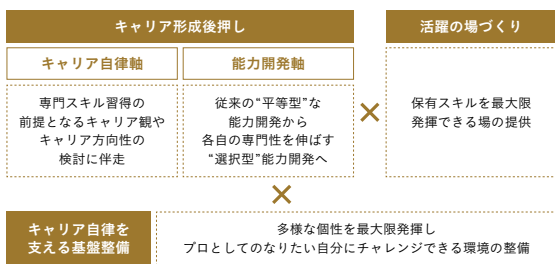 キャリア形成後押し
活躍の場づくり
キャリア自律軸
能力開発軸
専門スキル習得の
前提となるキャリア観や
キャリア方向性の
検討に伴走
従来の“平等型”な
能力開発から
各自の専門性を伸ばす
“選択型”能力開発へ
×
保有スキルを最大限
発揮できる場の提供
×
キャリア自律を
支える基盤整備
多様な個性を最大限発揮し
プロとしてのなりたい自分にチャレンジできる環境の整備